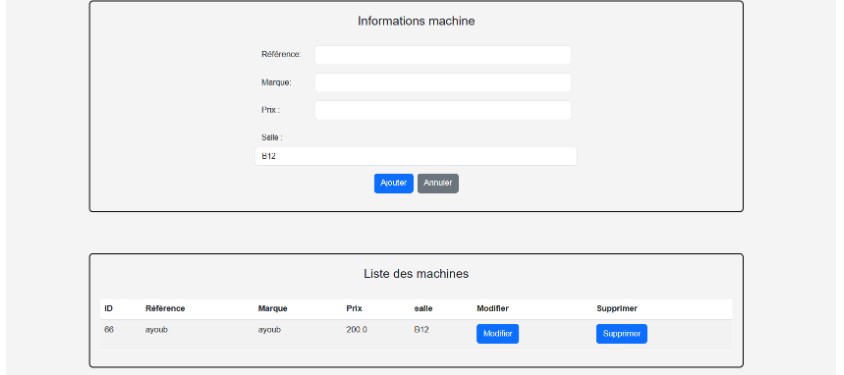 Informations machine
Référence:
Marque:
Prix :
Salle :
B12
Ajouter Annuler
Liste des machines
ID Référence Marque Prix salle Modifier Supprimer
66 ayoub ayoub 200.0 B12 Modifier Supprimer